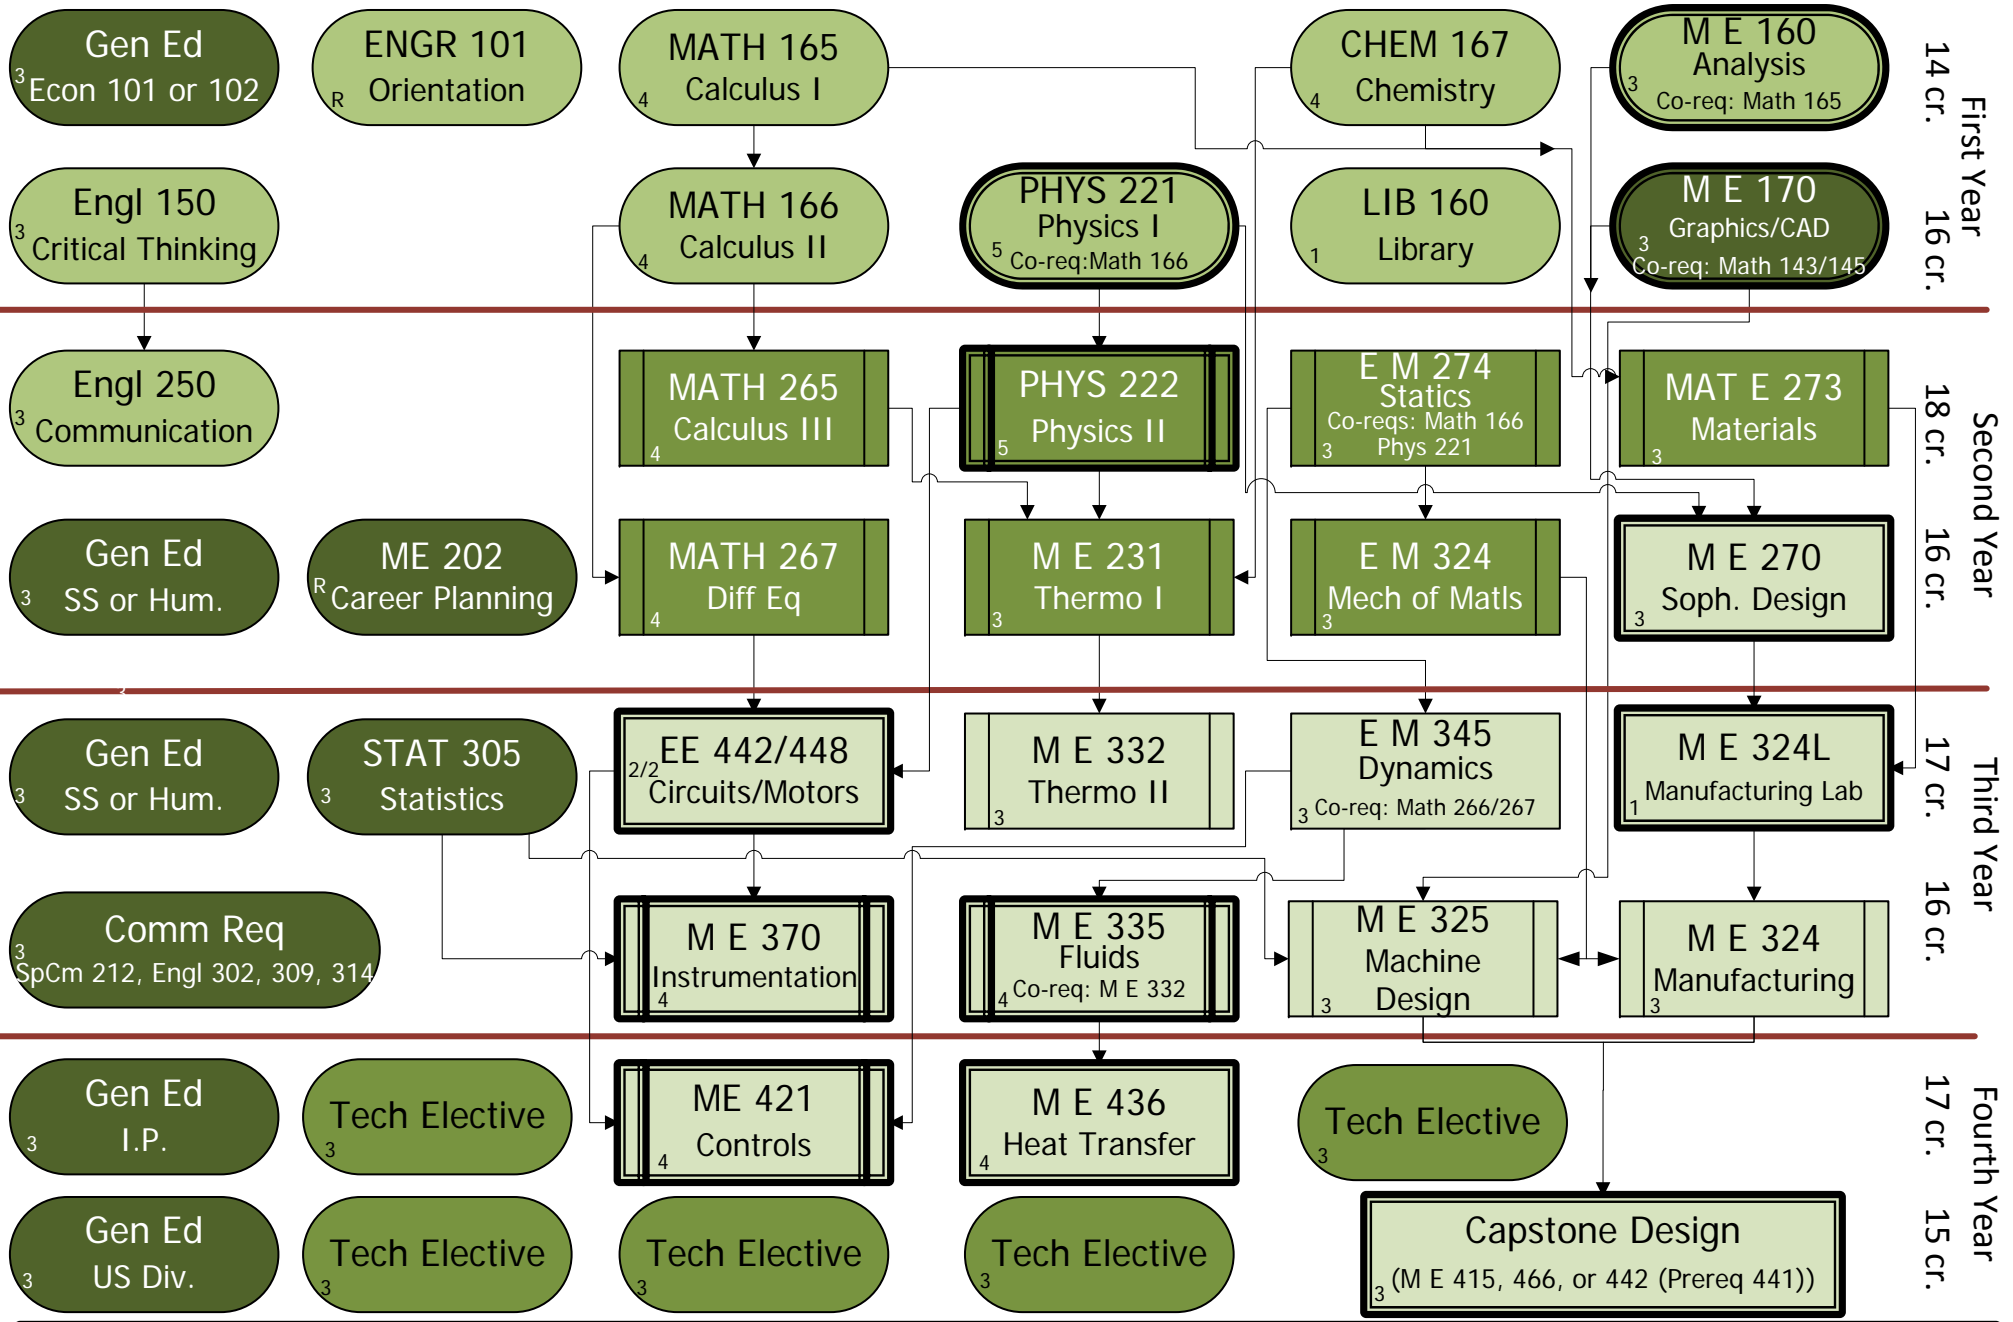 Gen Ed
3
Econ 101 or 102
ENGR 101
R
Orientation
MATH 165
Calculus I
4
CHEM 167
Chemistry
4
M E 160
Analysis
3
Co-req: Math 165
14 cr.
First Year
Engl 150
3
Critical Thinking
MATH 166
Calculus II
4
PHYS 221
Physics I
5
Co-req:Math 166
LIB 160
Library
1
M E 170
Graphics/CAD
3
Co-req: Math 143/145
16 cr.
Engl 250
3
Communication
MATH 265
Calculus III
4
PHYS 222
Physics II
5
E M 274
Statics
Co-reqs: Math 166
Phys 221
3
MAT E 273
Materials
3
18 cr.
Second Year
Gen Ed
3
SS or Hum.
ME 202
R
Career Planning
MATH 267
Diff Eq
4
M E 231
Thermo I
3
E M 324
Mech of Matls
3
M E 270
Soph. Design
3
16 cr.
3
Gen Ed
3
SS or Hum.
STAT 305
Statistics
3
EE 442/448
2/2
Circuits/Motors
M E 332
Thermo II
3
E M 345
Dynamics
3
Co-req: Math 266/267
M E 324L
Manufacturing Lab
1
17 cr.
Third Year
Comm Req
3
SpCm 212, Engl 302, 309, 314
M E 370
Instrumentation
4
M E 335
Fluids
4
Co-req: M E 332
M E 325
Machine
Design
3
M E 324
Manufacturing
3
16 cr.
Gen Ed
I.P.
3
Tech Elective
3
ME 421
Controls
4
M E 436
Heat Transfer
4
Tech Elective
3
17 cr.
Fourth Year
Gen Ed
US Div.
3
Tech Elective
3
Tech Elective
3
Tech Elective
3
Capstone Design
3
(M E 415, 466, or 442 (Prereq 441))
15 cr.